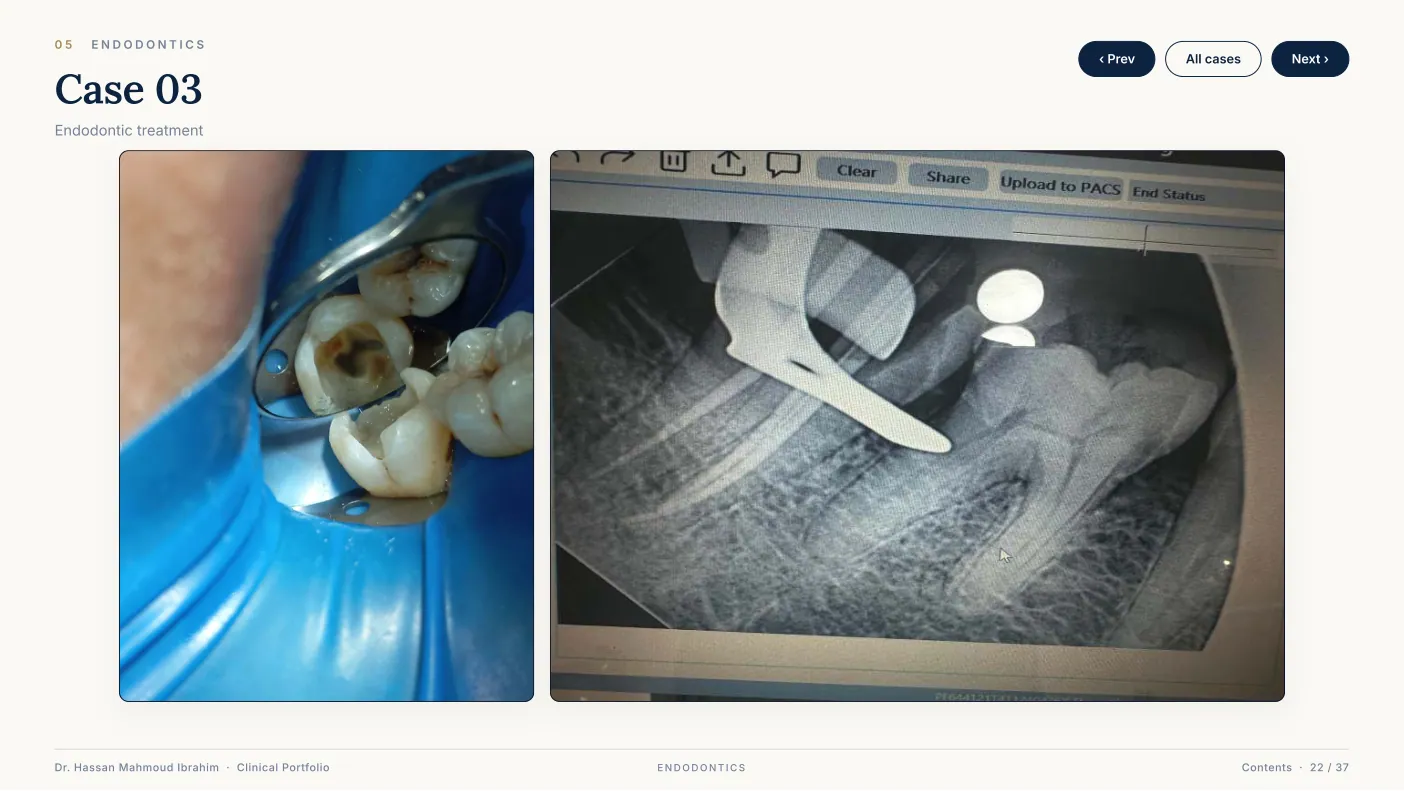 05 ENDODONTICS
Case 03
Endodontic treatment
‹ Prev
All cases
Next ›
Clear
Share
Upload to PACS
End Status
Dr. Hassan Mahmoud Ibrahim · Clinical Portfolio
ENDODONTICS
Contents · 22 / 37